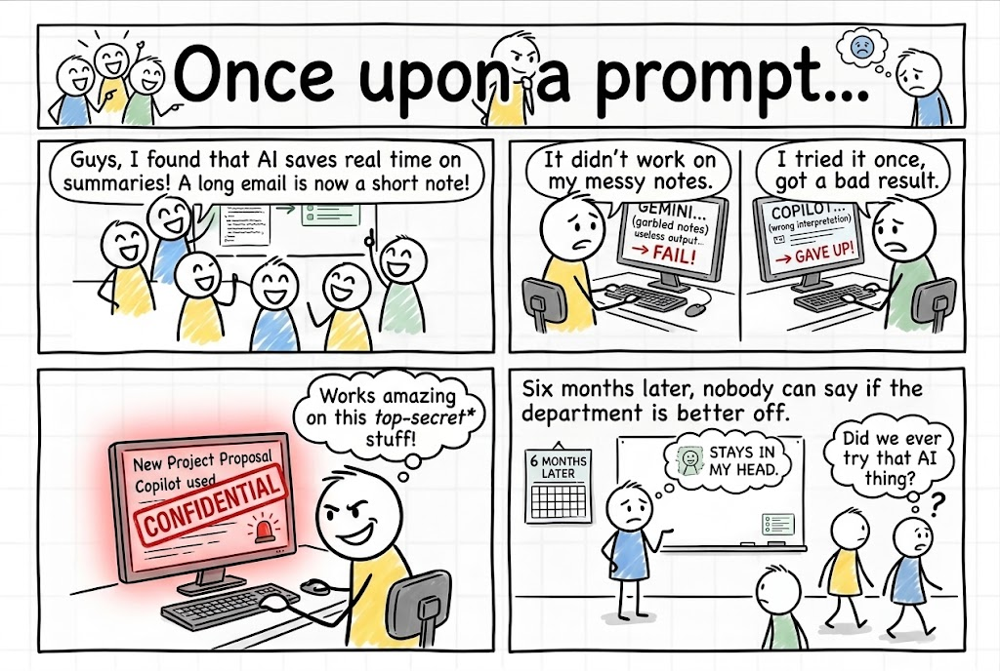 Once upon a prompt...
Guys, I found that AI saves real time on
summaries! A long email is now a short note!
It didn't work on
my messy notes.
GEMINI...
(garbled notes)
useless output...
→ FAIL!
I tried it once,
got a bad result.
COPILOT...
(wrong interpretation)
→ GAVE UP!
Works amazing
on this top-secret*
stuff!
New Project Proposal
Copilot used
CONFIDENTIAL
Six months later, nobody can say if the
department is better off.
6 MONTHS
LATER
STAYS IN
MY HEAD.
Did we ever
try that AI
thing?
?